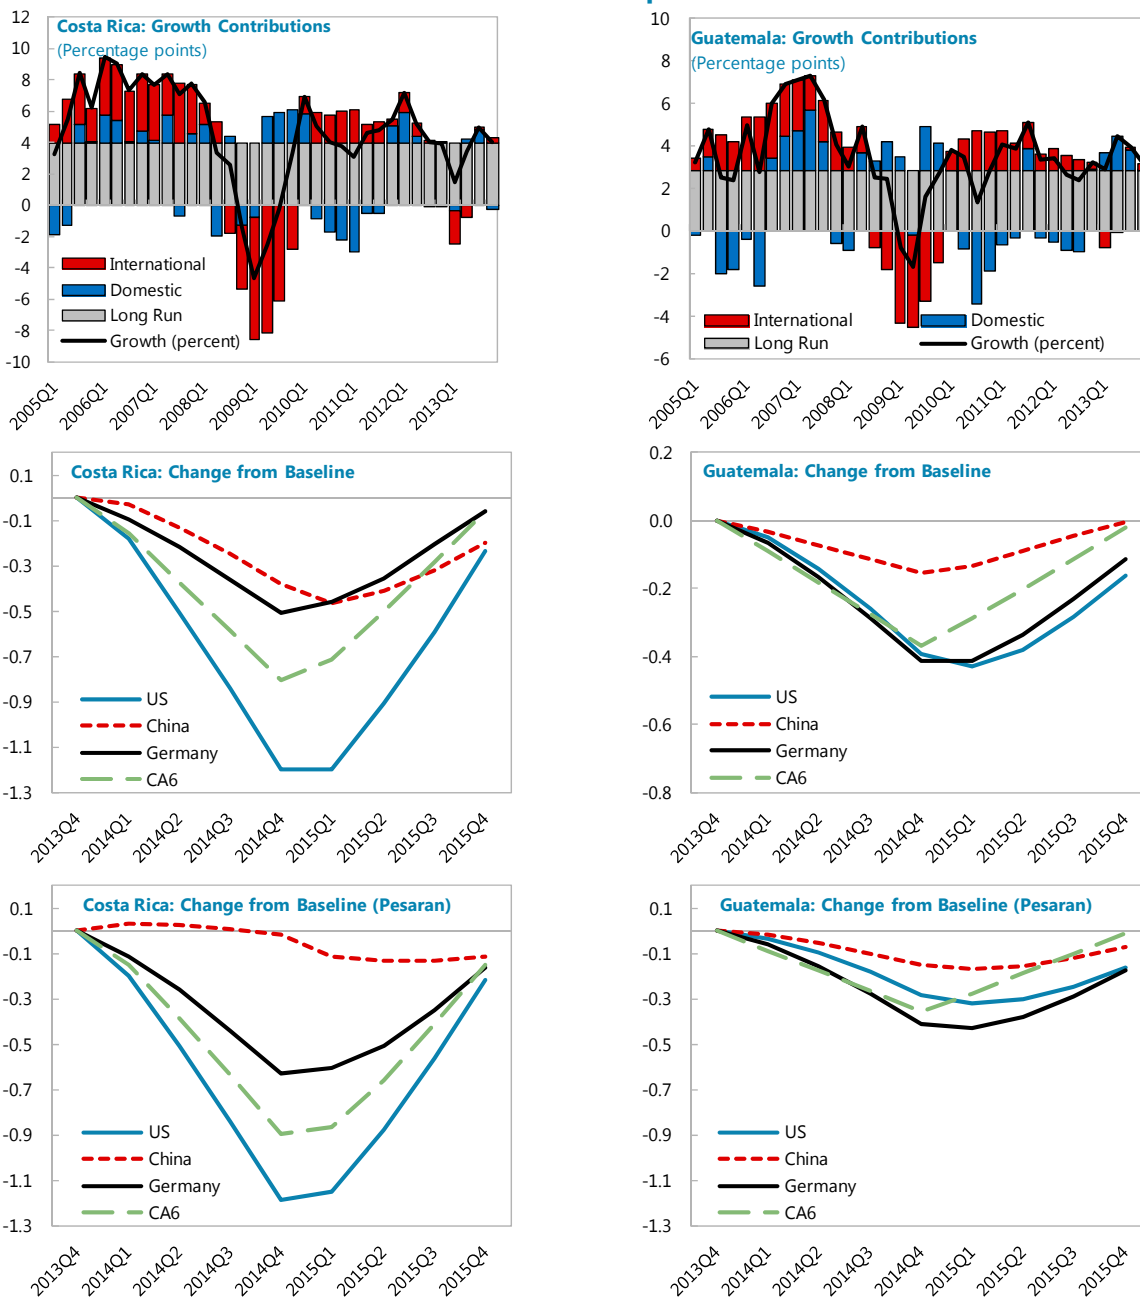 Costa Rica: Growth Contributions
(Percentage points)
12
10
8
6
4
2
0
-2
-4
-6
-8
-10
International
Domestic
Long Run
Growth (percent)
2005Q1
2006Q1
2007Q1
2008Q1
2009Q1
2010Q1
2011Q1
2012Q1
2013Q1
Guatemala: Growth Contributions
(Percentage points)
10
8
6
4
2
0
-2
-4
-6
International
Domestic
Long Run
Growth (percent)
2005Q1
2006Q1
2007Q1
2008Q1
2009Q1
2010Q1
2011Q1
2012Q1
2013Q1
Costa Rica: Change from Baseline
0.1
-0.1
-0.3
-0.5
-0.7
-0.9
-1.1
-1.3
US
China
Germany
CA6
2013Q4
2014Q1
2014Q2
2014Q3
2014Q4
2015Q1
2015Q2
2015Q3
2015Q4
Guatemala: Change from Baseline
0.2
0.0
-0.2
-0.4
-0.6
-0.8
US
China
Germany
CA6
2013Q4
2014Q1
2014Q2
2014Q3
2014Q4
2015Q1
2015Q2
2015Q3
2015Q4
Costa Rica: Change from Baseline (Pesaran)
0.1
-0.1
-0.3
-0.5
-0.7
-0.9
-1.1
-1.3
US
China
Germany
CA6
2013Q4
2014Q1
2014Q2
2014Q3
2014Q4
2015Q1
2015Q2
2015Q3
2015Q4
Guatemala: Change from Baseline (Pesaran)
0.1
-0.1
-0.3
-0.5
-0.7
-0.9
-1.1
-1.3
US
China
Germany
CA6
2013Q4
2014Q1
2014Q2
2014Q3
2014Q4
2015Q1
2015Q2
2015Q3
2015Q4